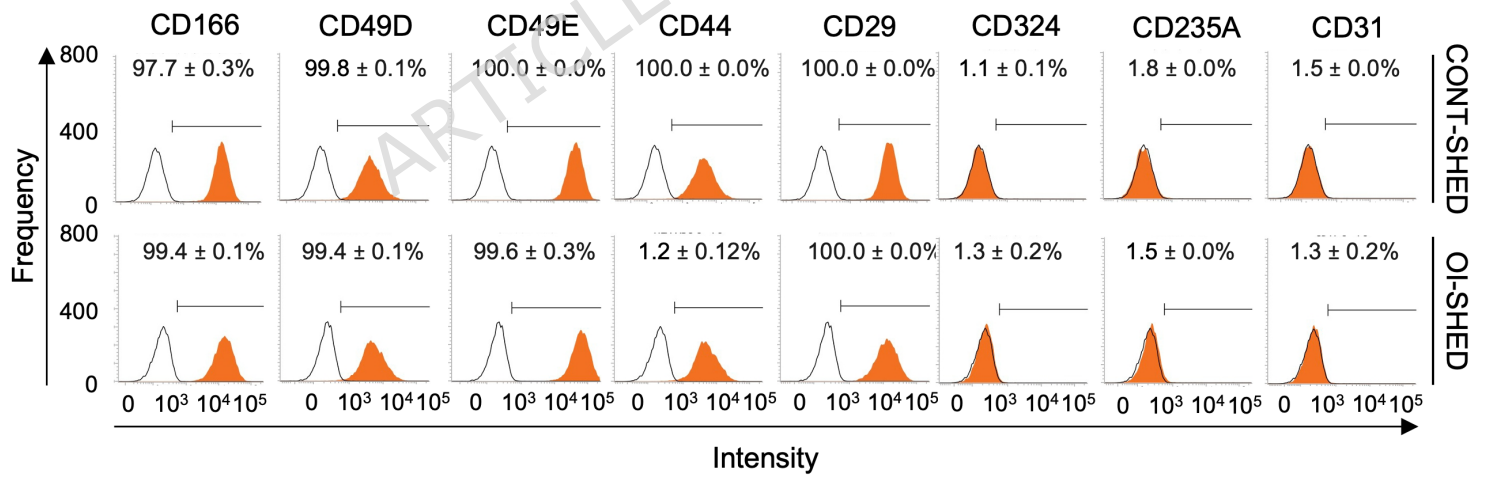 CD166 CD49D CD49E CD44 CD29 CD324 CD235A CD31
800 97.7 ± 0.3% 99.8 ± 0.1% 100.0 ± 0.0% 100.0 ± 0.0% 100.0 ± 0.0% 1.1 ± 0.1% 1.8 ± 0.0% 1.5 ± 0.0%
400
0
CONT-SHED
ARTICLE
800 99.4 ± 0.1% 99.4 ± 0.1% 99.6 ± 0.3% 1.2 ± 0.12% 100.0 ± 0.0% 1.3 ± 0.2% 1.5 ± 0.0% 1.3 ± 0.2%
400
0
OI-SHED
Frequency
0 10³ 10⁴ 10⁵ 0 10³ 10⁴ 10⁵ 0 10³ 10⁴ 10⁵ 0 10³ 10⁴ 10⁵ 0 10³ 10⁴ 10⁵ 0 10³ 10⁴ 10⁵ 0 10³ 10⁴ 10⁵ 0 10³ 10⁴ 10⁵
Intensity